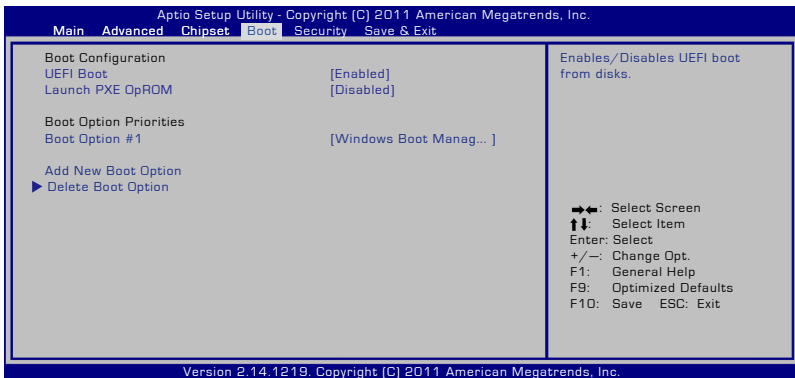 Aptio Setup Utility - Copyright (C) 2011 American Megatrends, Inc.
Main Advanced Chipset Boot Security Save & Exit
Boot Configuration
UEFI Boot [Enabled]
Launch PXE OpROM [Disabled]
Boot Option Priorities
Boot Option #1 [Windows Boot Manag... ]
Add New Boot Option
Delete Boot Option
Enables/Disables UEFI boot
from disks.
→←: Select Screen
↑↓: Select Item
Enter: Select
+/—: Change Opt.
F1: General Help
F9: Optimized Defaults
F10: Save ESC: Exit
Version 2.14.1219. Copyright (C) 2011 American Megatrends, Inc.